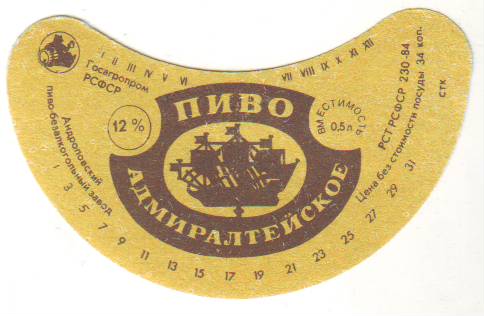 I II III IV V VI
VII VIII IX X XI XII
Госагропром
РСФСР
Андроповский
пиво-безалкогольный завод
12 %
ПИВО
АДМИРАЛТЕЙСКОЕ
ВМЕСТИМОСТЬ
0,5 л
РСТ РСФСР 230-84
Цена без стоимости посуды 34 коп.
СТК
1 3 5 7 9 11 13 15 17 19 21 23 25 27 29 31